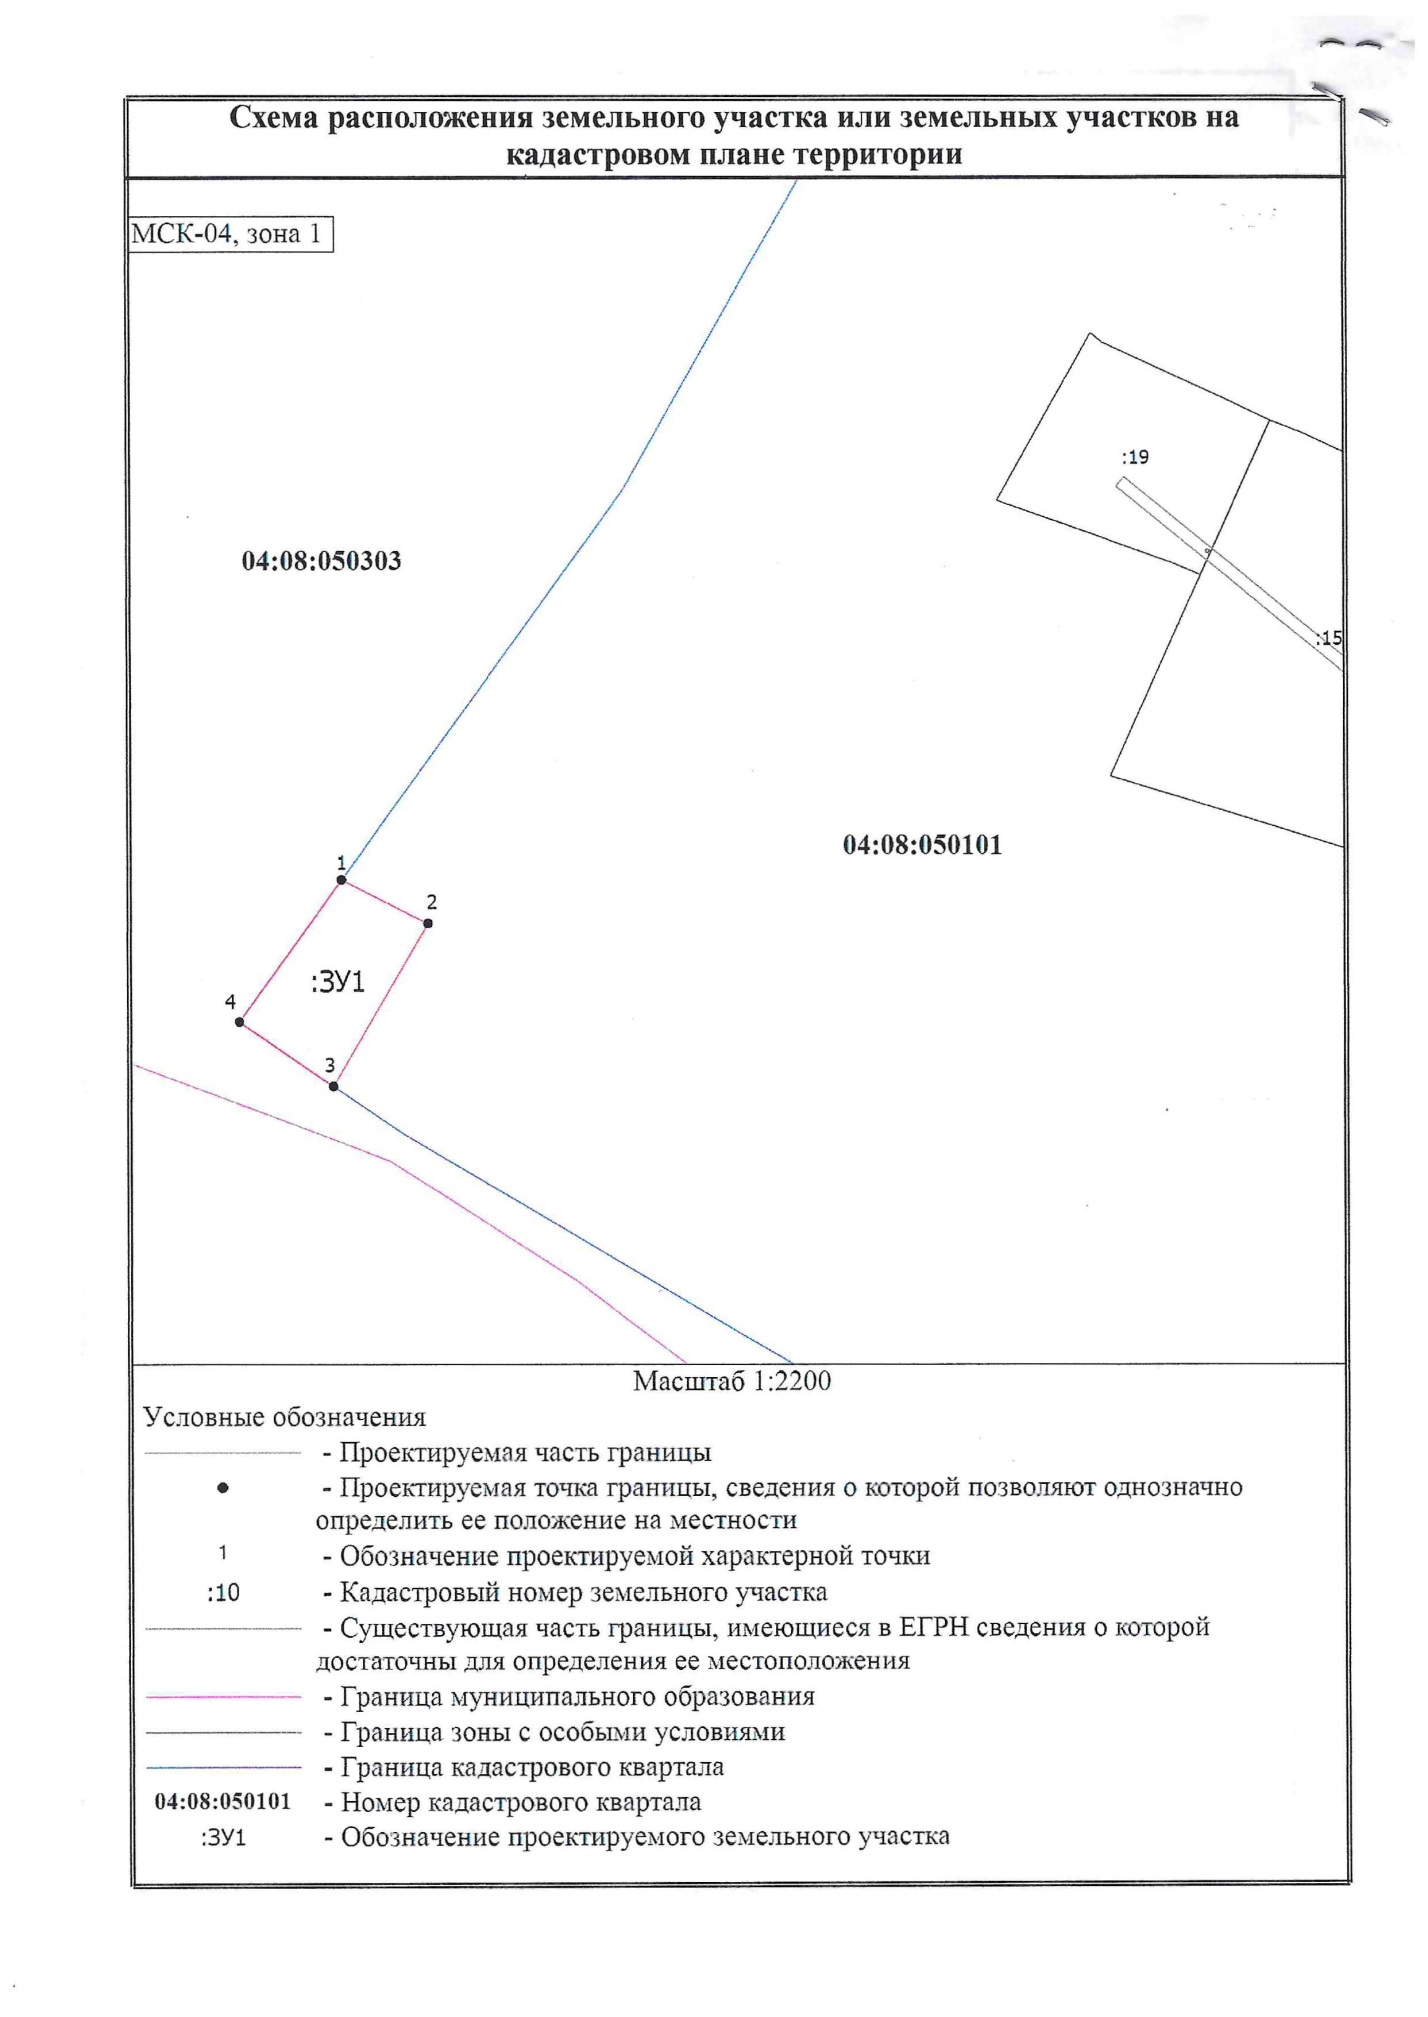 Схема расположения земельного участка или земельных участков на
кадастровом плане территории
МСК-04, зона 1
:19
04:08:050303
:15
04:08:050101
1
2
:ЗУ1
4
3
Масштаб 1:2200
Условные обозначения
- Проектируемая часть границы
- Проектируемая точка границы, сведения о которой позволяют однозначно
определить ее положение на местности
1 - Обозначение проектируемой характерной точки
:10 - Кадастровый номер земельного участка
- Существующая часть границы, имеющиеся в ЕГРН сведения о которой
достаточны для определения ее местоположения
- Граница муниципального образования
- Граница зоны с особыми условиями
- Граница кадастрового квартала
04:08:050101 - Номер кадастрового квартала
:ЗУ1 - Обозначение проектируемого земельного участка